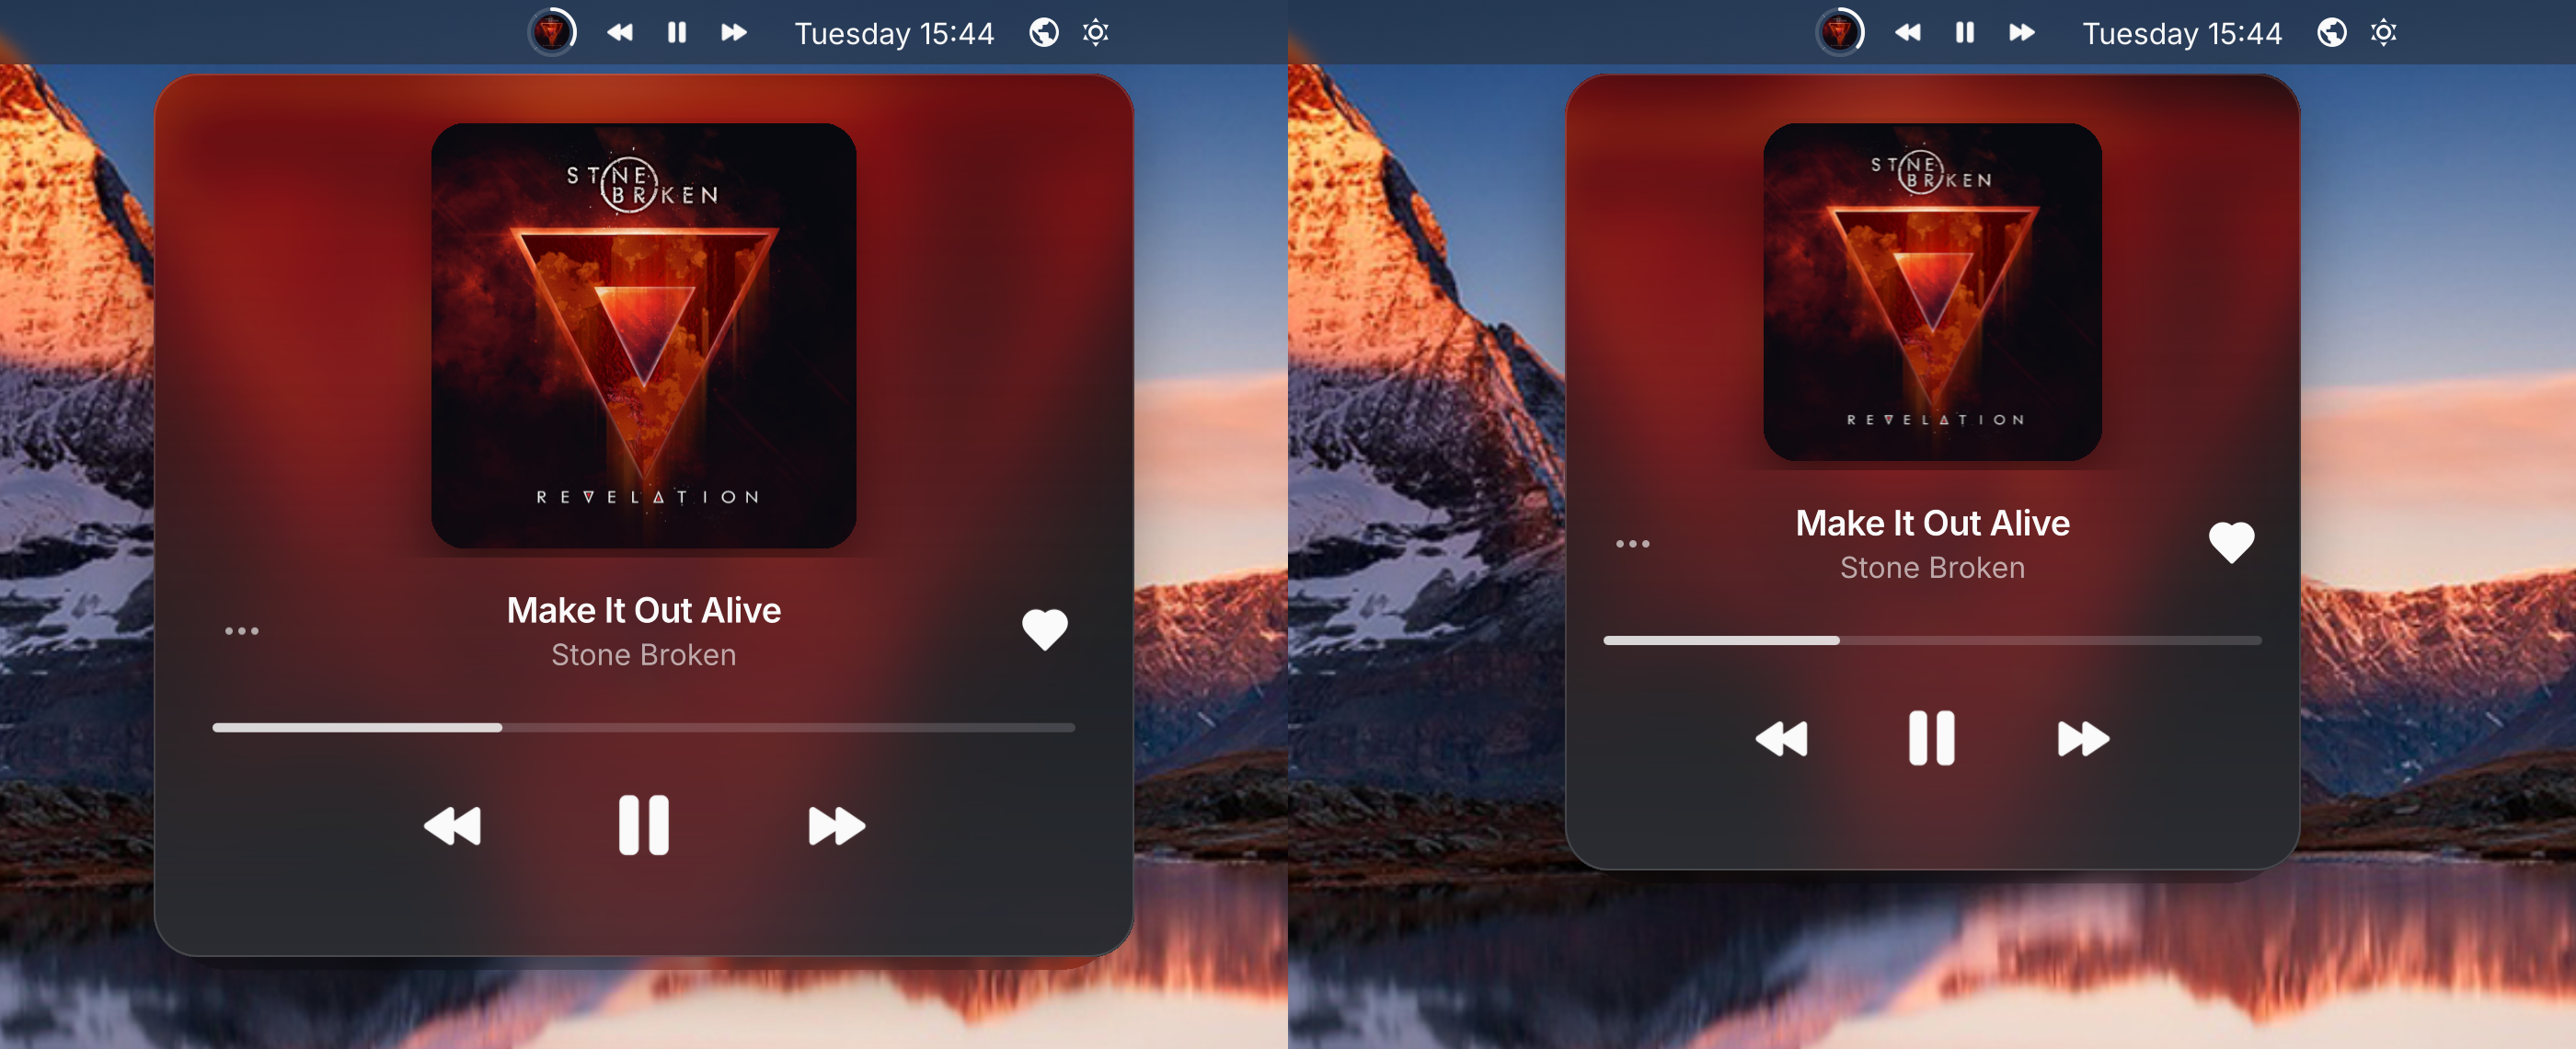 Tuesday 15:44
STONE
BROKEN
REVELATION
Make It Out Alive
Stone Broken
Tuesday 15:44
STONE
BROKEN
REVELATION
Make It Out Alive
Stone Broken